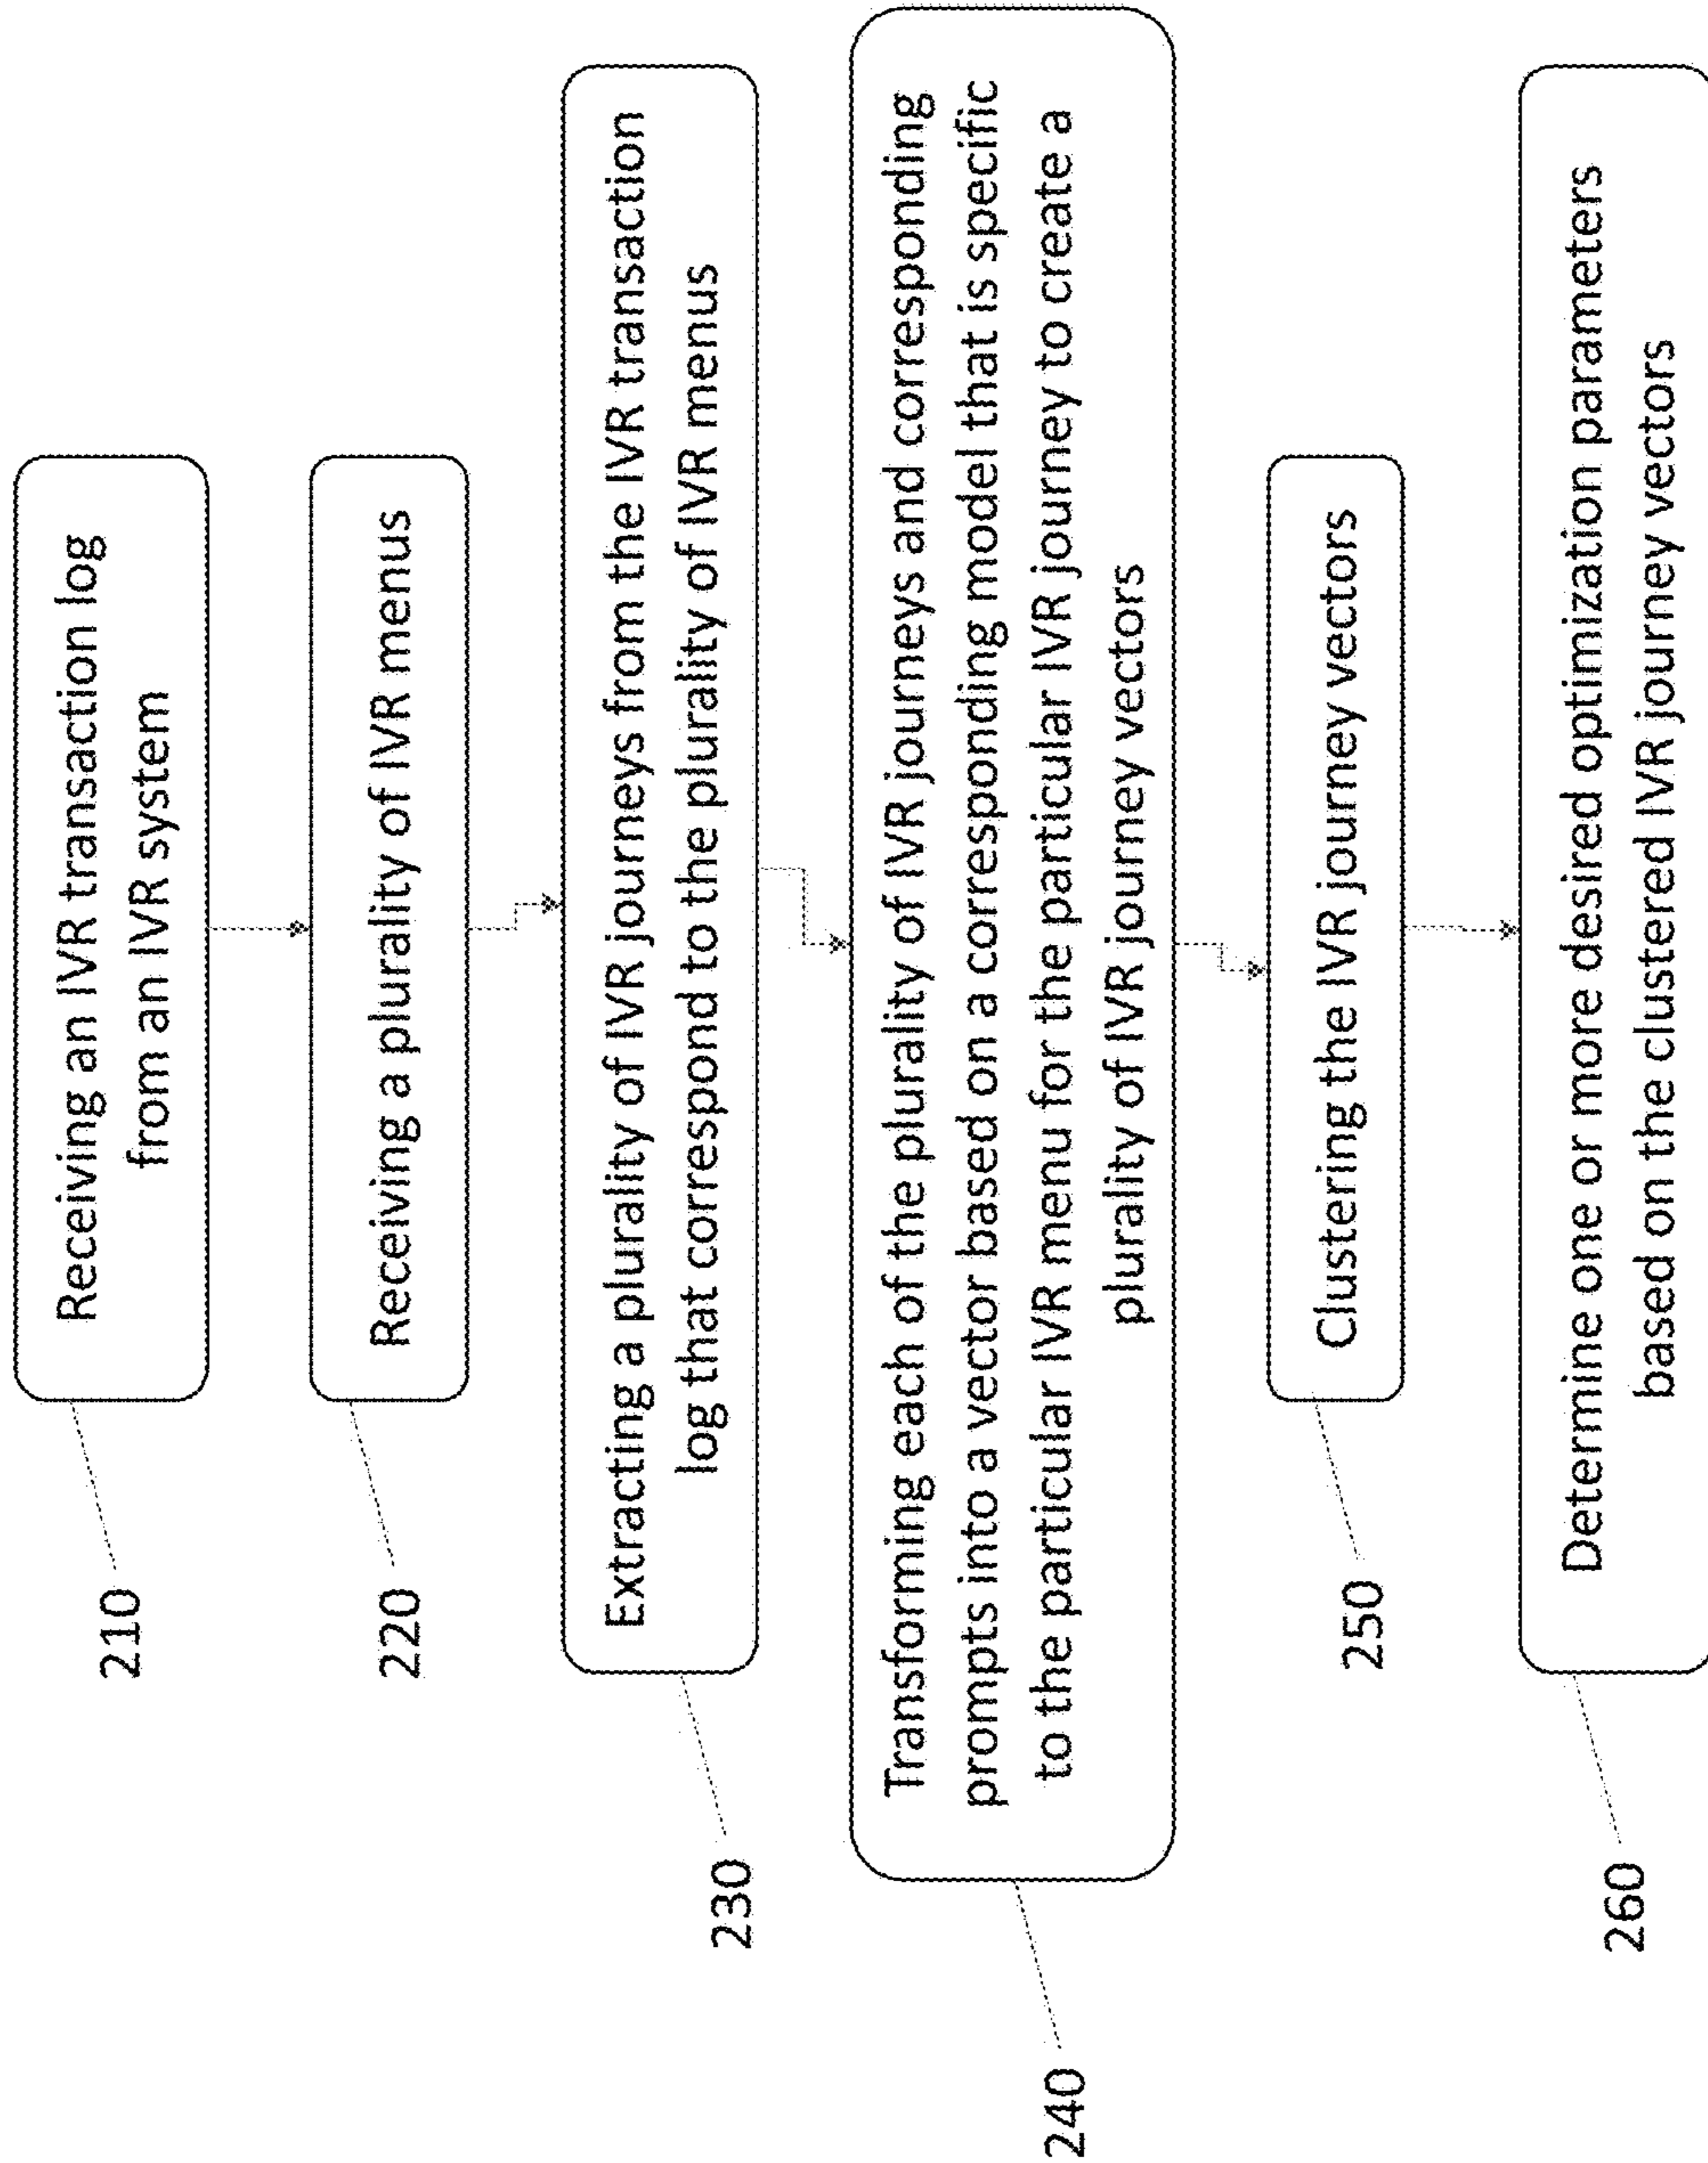 210
Receiving an IVR transaction log
from an IVR system
220
Receiving a plurality of IVR menus
230
Extracting a plurality of IVR journeys from the IVR transaction
log that correspond to the plurality of IVR menus
240
Transforming each of the plurality of IVR journeys and corresponding
prompts into a vector based on a corresponding model that is specific
to the particular IVR menu for the particular IVR journey to create a
plurality of IVR journey vectors
250
Clustering the IVR journey vectors
260
Determine one or more desired optimization parameters
based on the clustered IVR journey vectors